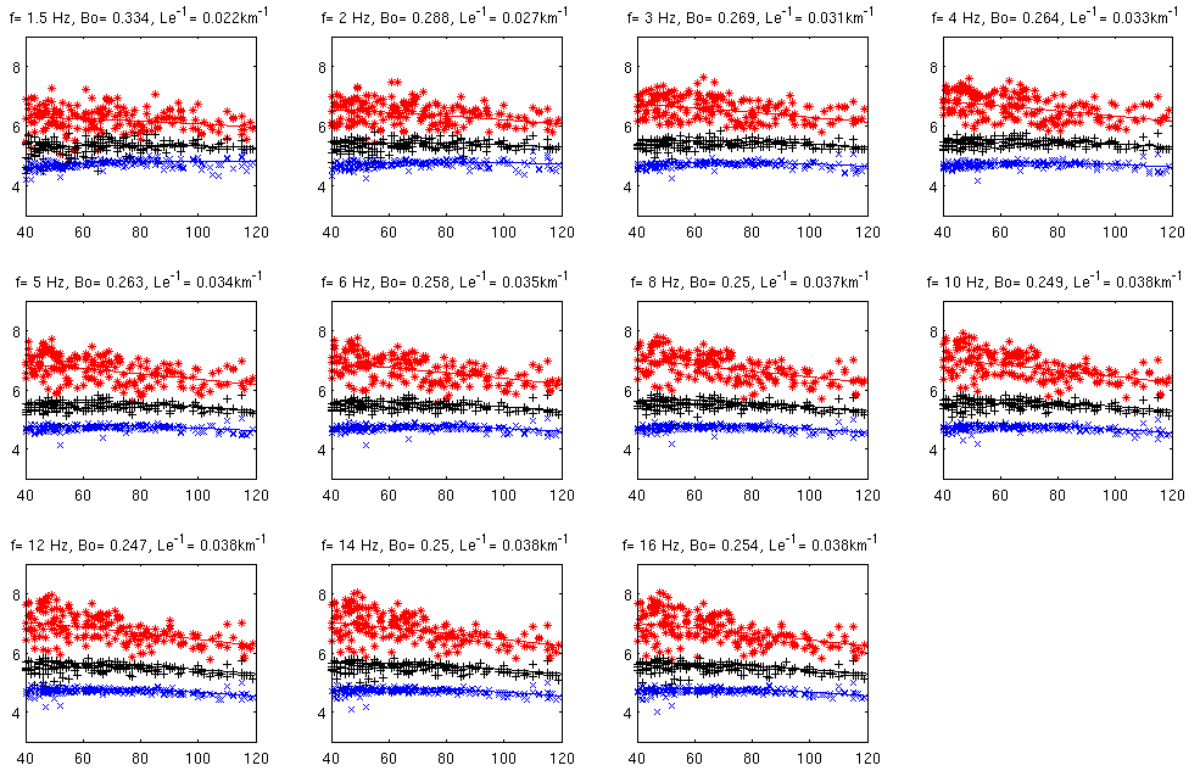 f= 1.5 Hz, Bo= 0.334, Le⁻¹ = 0.022km⁻¹
8
6
4
40 60 80 100 120
f= 2 Hz, Bo= 0.288, Le⁻¹ = 0.027km⁻¹
8
6
4
40 60 80 100 120
f= 3 Hz, Bo= 0.269, Le⁻¹ = 0.031km⁻¹
8
6
4
40 60 80 100 120
f= 4 Hz, Bo= 0.264, Le⁻¹ = 0.033km⁻¹
8
6
4
40 60 80 100 120
f= 5 Hz, Bo= 0.263, Le⁻¹ = 0.034km⁻¹
8
6
4
40 60 80 100 120
f= 6 Hz, Bo= 0.258, Le⁻¹ = 0.035km⁻¹
8
6
4
40 60 80 100 120
f= 8 Hz, Bo= 0.25, Le⁻¹ = 0.037km⁻¹
8
6
4
40 60 80 100 120
f= 10 Hz, Bo= 0.249, Le⁻¹ = 0.038km⁻¹
8
6
4
40 60 80 100 120
f= 12 Hz, Bo= 0.247, Le⁻¹ = 0.038km⁻¹
8
6
4
40 60 80 100 120
f= 14 Hz, Bo= 0.25, Le⁻¹ = 0.038km⁻¹
8
6
4
40 60 80 100 120
f= 16 Hz, Bo= 0.254, Le⁻¹ = 0.038km⁻¹
8
6
4
40 60 80 100 120